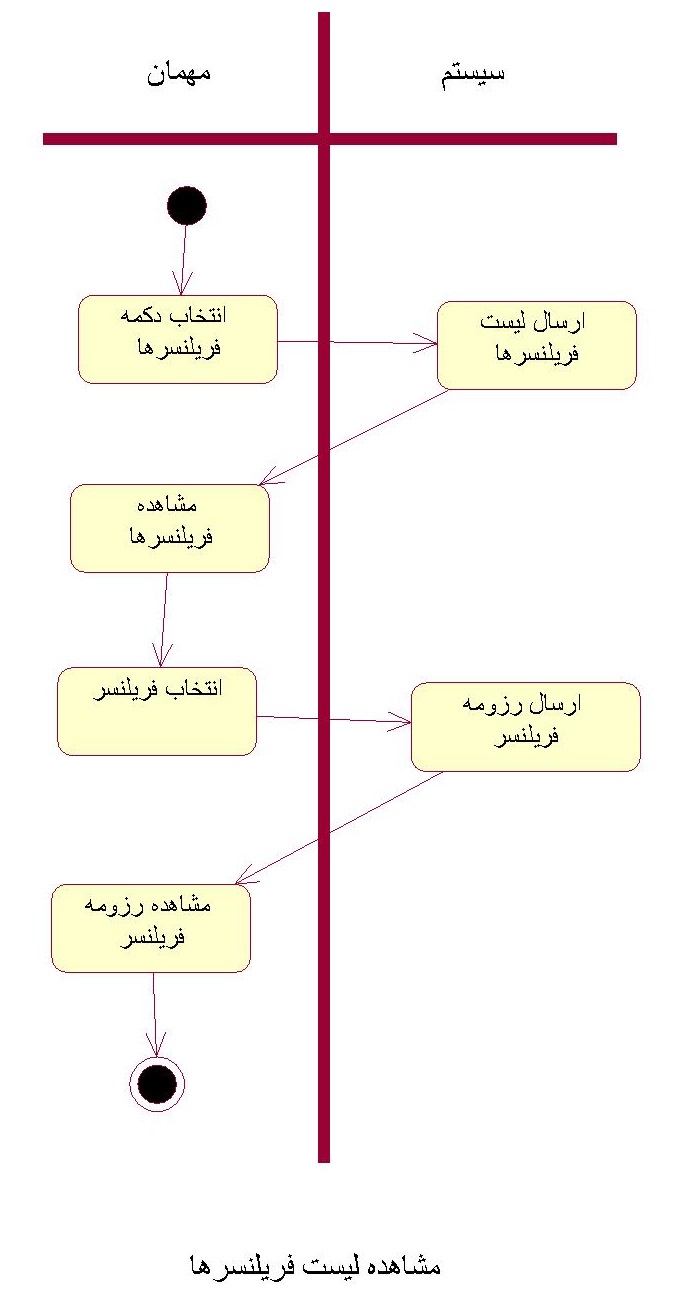 مهمان
سیستم
انتخاب دکمه
فریلنسرها
ارسال لیست
فریلنسرها
مشاهده
فریلنسرها
انتخاب فریلنسر
ارسال رزومه
فریلنسر
مشاهده رزومه
فریلنسر
مشاهده لیست فریلنسرها